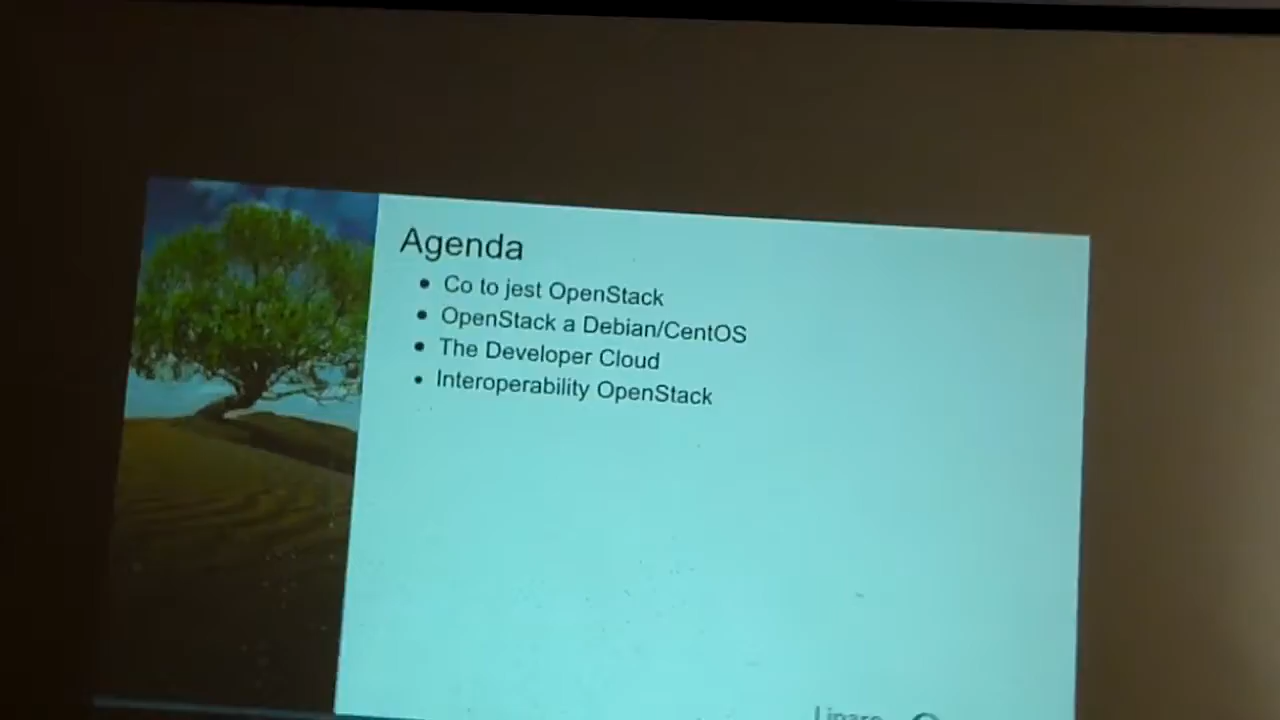 Agenda
• Co to jest OpenStack
• OpenStack a Debian/CentOS
• The Developer Cloud
• Interoperability OpenStack